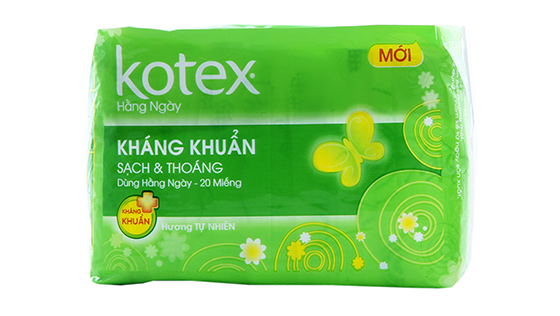 MỚI
kotex
Hằng Ngày
KHÁNG KHUẨN
SẠCH & THOÁNG
Dùng Hằng Ngày - 20 Miếng
KHÁNG
KHUẨN
Hương TỰ NHIÊN